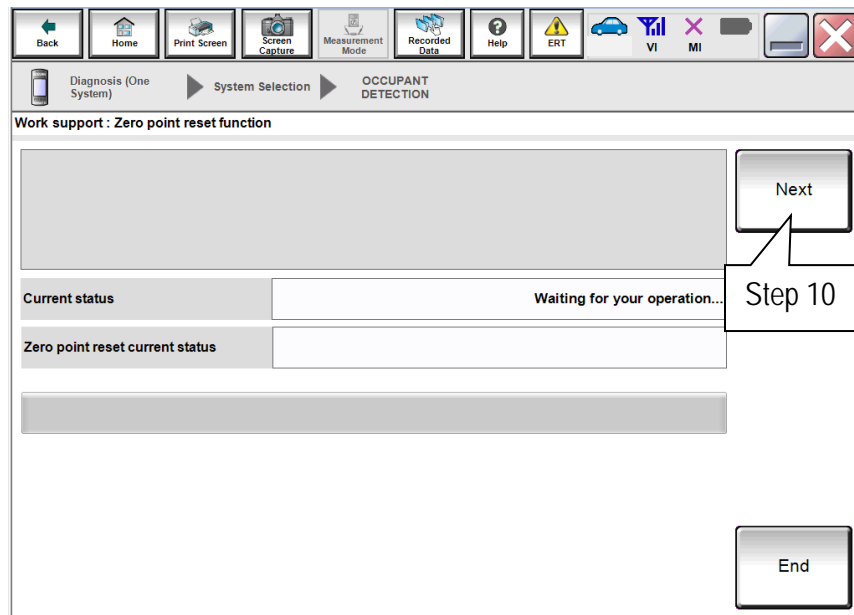 Back
Home
Print Screen
Screen
Capture
Measurement
Mode
Recorded
Data
Help
ERT
VI
MI
Diagnosis (One
System)
System Selection
OCCUPANT
DETECTION
Work support : Zero point reset function
Next
Step 10
Current status
Waiting for your operation...
Zero point reset current status
End